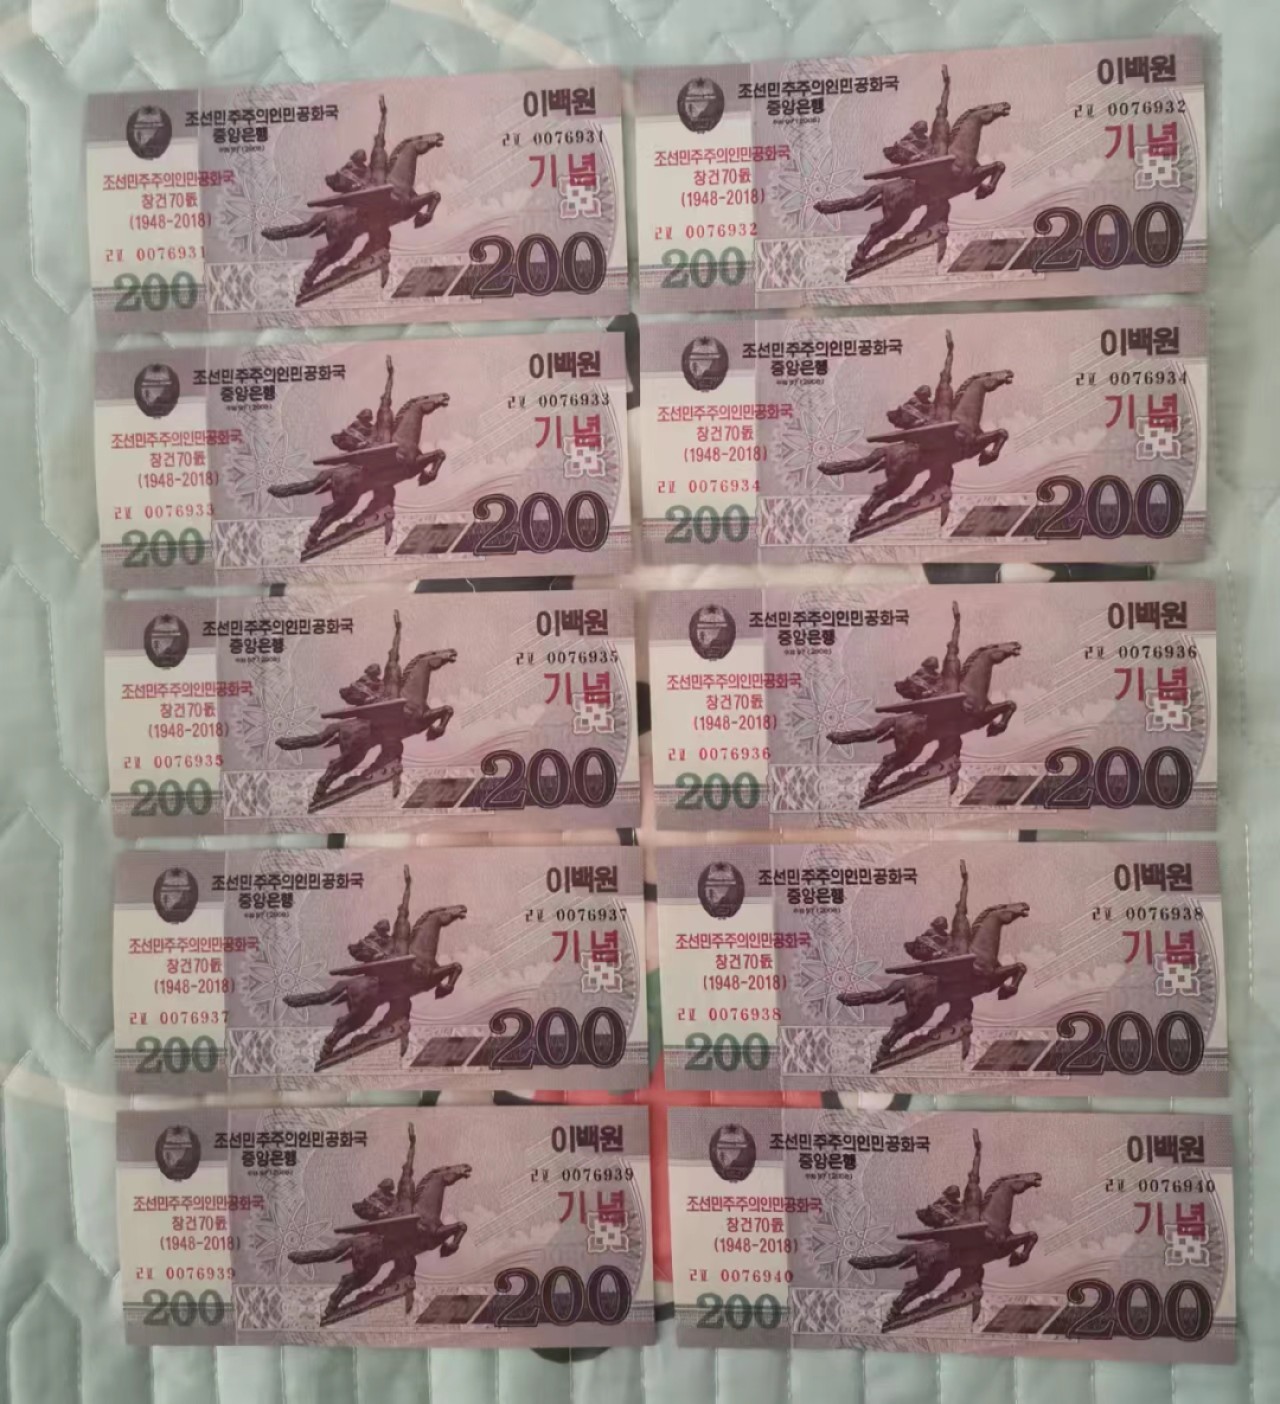 조선민주주의인민공화국
중앙은행
이백원
0076931
기념
조선민주주의인민공화국
창건70돐
(1948-2018)
0076931
200
200
조선민주주의인민공화국
중앙은행
이백원
0076932
기념
조선민주주의인민공화국
창건70돐
(1948-2018)
0076932
200
200
조선민주주의인민공화국
중앙은행
이백원
0076933
기념
조선민주주의인민공화국
창건70돐
(1948-2018)
0076933
200
200
조선민주주의인민공화국
중앙은행
이백원
0076934
기념
조선민주주의인민공화국
창건70돐
(1948-2018)
0076934
200
200
조선민주주의인민공화국
중앙은행
이백원
0076935
기념
조선민주주의인민공화국
창건70돐
(1948-2018)
0076935
200
200
조선민주주의인민공화국
중앙은행
이백원
0076936
기념
조선민주주의인민공화국
창건70돐
(1948-2018)
0076936
200
200
조선민주주의인민공화국
중앙은행
이백원
0076937
기념
조선민주주의인민공화국
창건70돐
(1948-2018)
0076937
200
200
조선민주주의인민공화국
중앙은행
이백원
0076938
기념
조선민주주의인민공화국
창건70돐
(1948-2018)
0076938
200
200
조선민주주의인민공화국
중앙은행
이백원
0076939
기념
조선민주주의인민공화국
창건70돐
(1948-2018)
0076939
200
200
조선민주주의인민공화국
중앙은행
이백원
0076940
기념
조선민주주의인민공화국
창건70돐
(1948-2018)
0076940
200
200